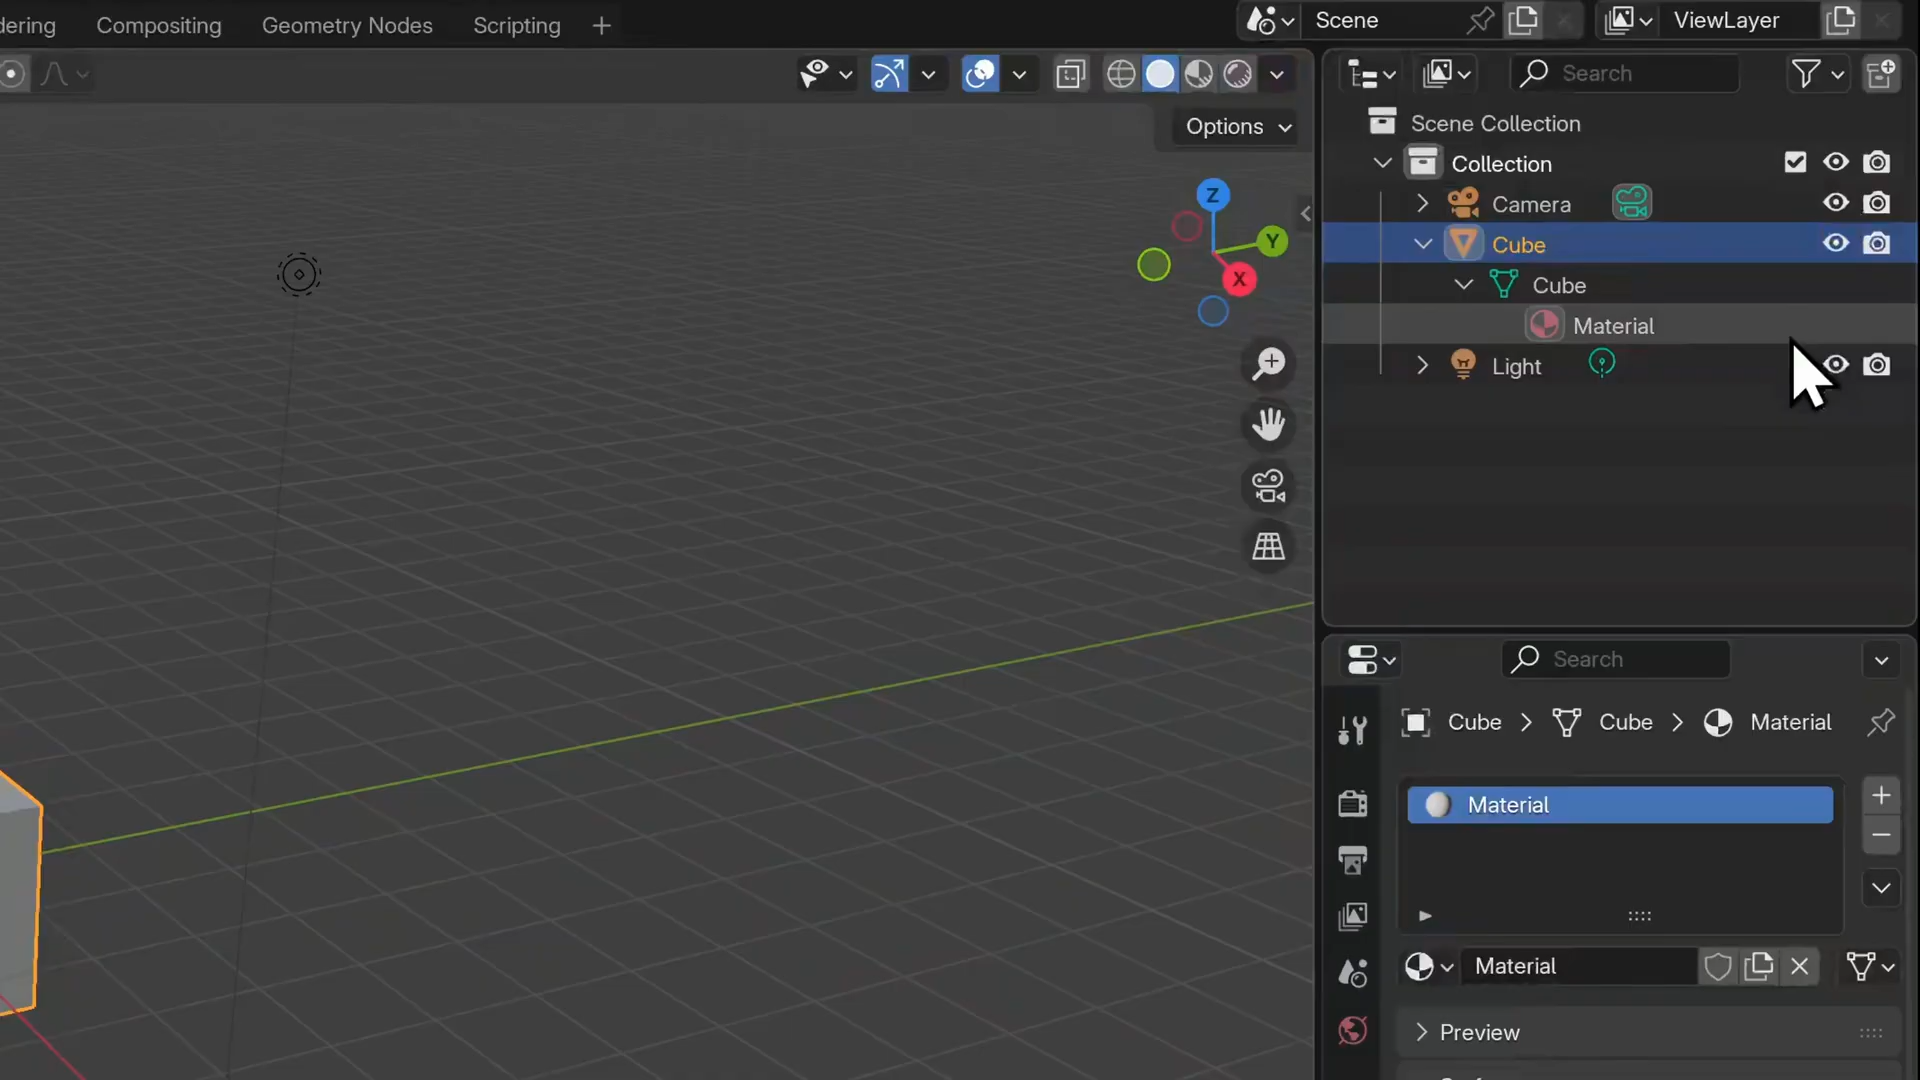 dering Compositing Geometry Nodes Scripting + Scene ViewLayer
Search
Options
Scene Collection
Collection
Camera
Cube
Cube
Material
Light
Z
Y
X
Search
Cube > Cube > Material
Material
Material
Preview